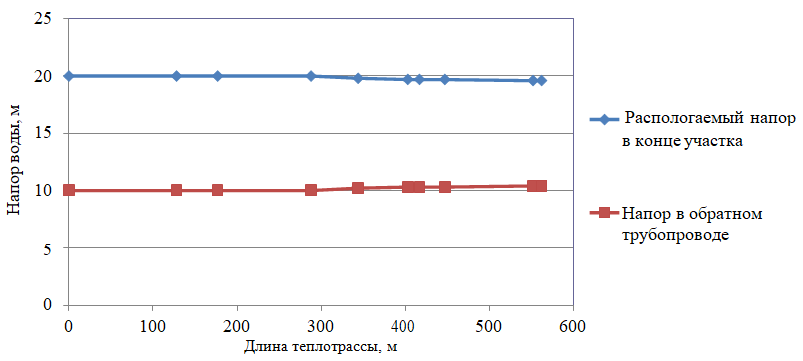 25
20
15
10
5
0
Напор воды, м
0 100 200 300 400 500 600
Длина теплотрассы, м
Распологаемый напор
в конце участка
Напор в обратном
трубопроводе